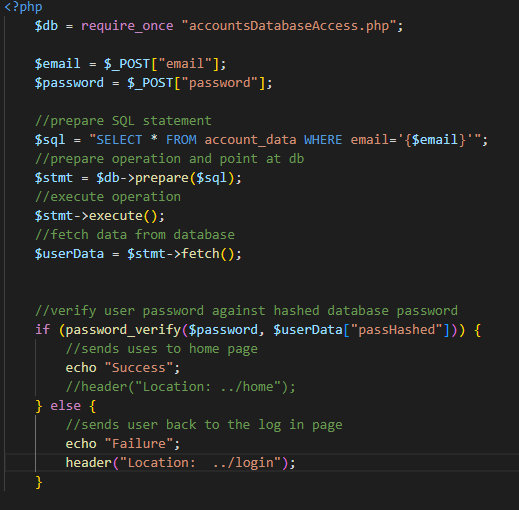 <?php
$db = require_once "accountsDatabaseAccess.php";
$email = $_POST["email"];
$password = $_POST["password"];
//prepare SQL statement
$sql = "SELECT * FROM account_data WHERE email='{$email}'";
//prepare operation and point at db
$stmt = $db->prepare($sql);
//execute operation
$stmt->execute();
//fetch data from database
$userData = $stmt->fetch();
//verify user password against hashed database password
if (password_verify($password, $userData["passHashed"])) {
//sends uses to home page
echo "Success";
//header("Location: ../home");
} else {
//sends user back to the log in page
echo "Failure";
header("Location:  ../login");
}